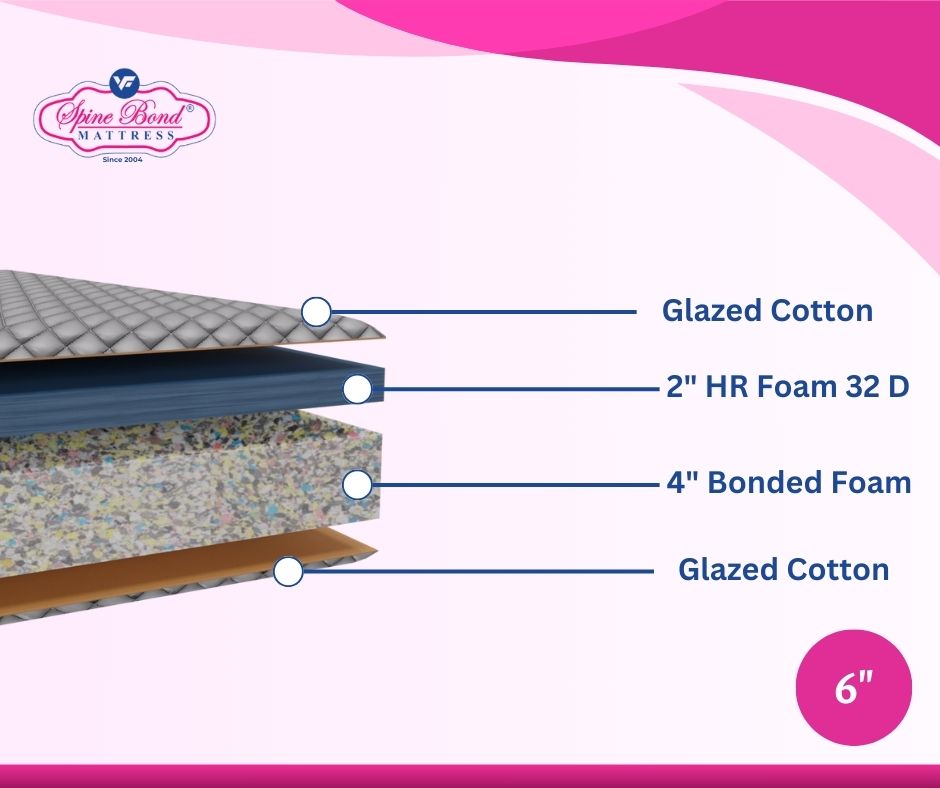 VF
Spine Bond®
MATTRESS
Since 2004
Glazed Cotton
2" HR Foam 32 D
4" Bonded Foam
Glazed Cotton
6"